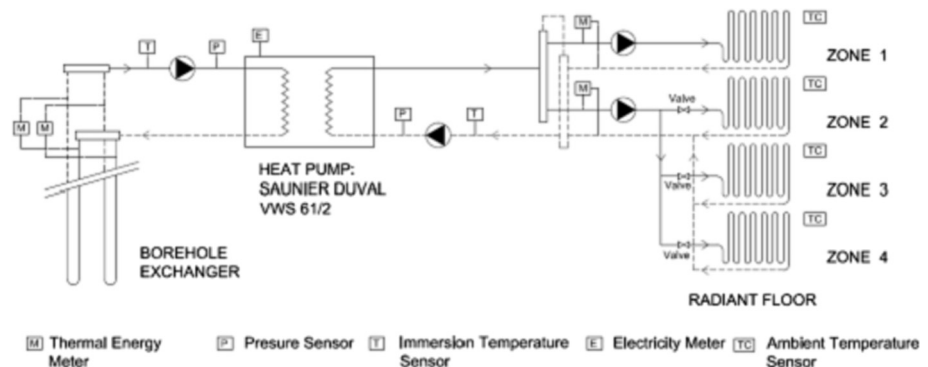 M
TC
ZONE 1
T
P
E
M
TC
Valve
ZONE 2
M
M
P
T
TC
HEAT PUMP:
SAUNIER DUVAL
VWS 61/2
Valve
ZONE 3
TC
BOREHOLE
EXCHANGER
Valve
ZONE 4
RADIANT FLOOR
M Thermal Energy Meter
P Presure Sensor
T Immersion Temperature Sensor
E Electricity Meter
TC Ambient Temperature Sensor